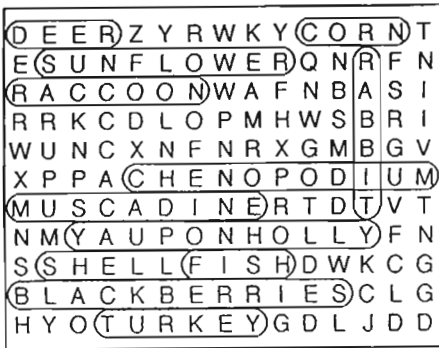 D E E R Z Y R W K Y C O R N T
E S U N F L O W E R Q N R F N
R A C C O O N W A F N B A S I
R R K C D L O P M H W S B R I
W U N C X N F N R X G M B G V
X P P A C H E N O P O D I U M
M U S C A D I N E R T D T V T
N M Y A U P O N H O L L Y F N
S S H E L L F I S H D W K C G
B L A C K B E R R I E S C L G
H Y O T U R K E Y G D L J D D